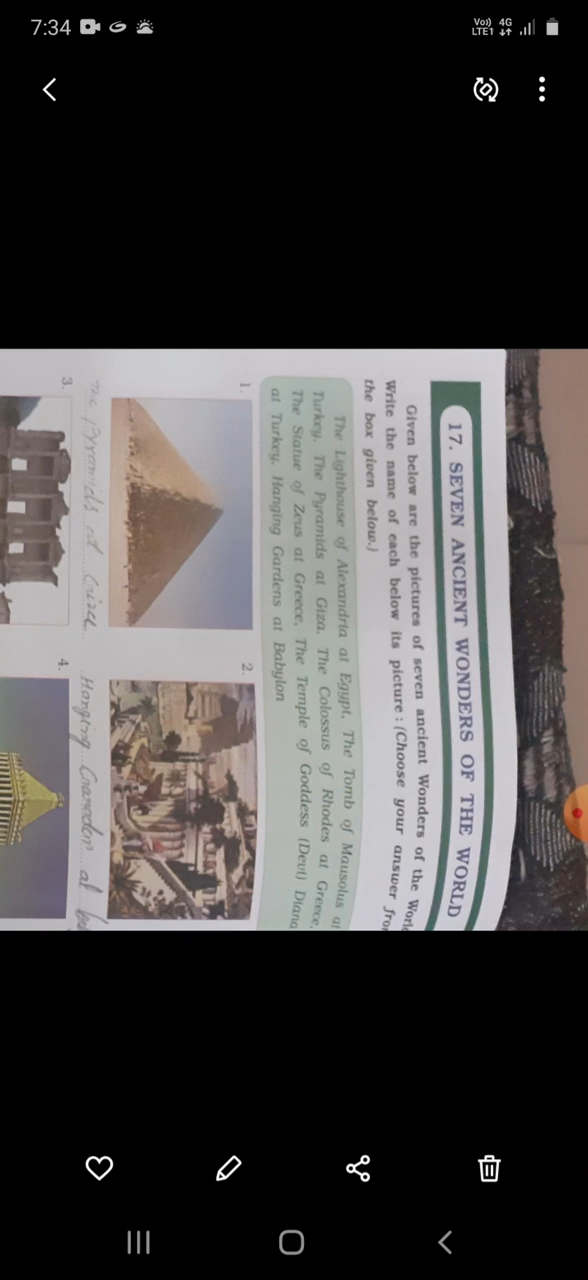 7:34
Vo)) 4G
LTE1
17. SEVEN ANCIENT WONDERS OF THE WORLD
Given below are the pictures of seven ancient Wonders of the
Write the name of each below its picture : (Choose your answer
the box given below.)
The Lighthouse of Alexandria at Egypt, The Tomb of Mausolus at
Turkey, The Pyramids at Giza, The Colossus of Rhodes at Greece,
The Statue of Zeus at Greece, The Temple of Goddess (Devi) Diana
at Turkey, Hanging Gardens at Babylon
1.
2.
The Pyramids at Giza
Hanging
3.
4.